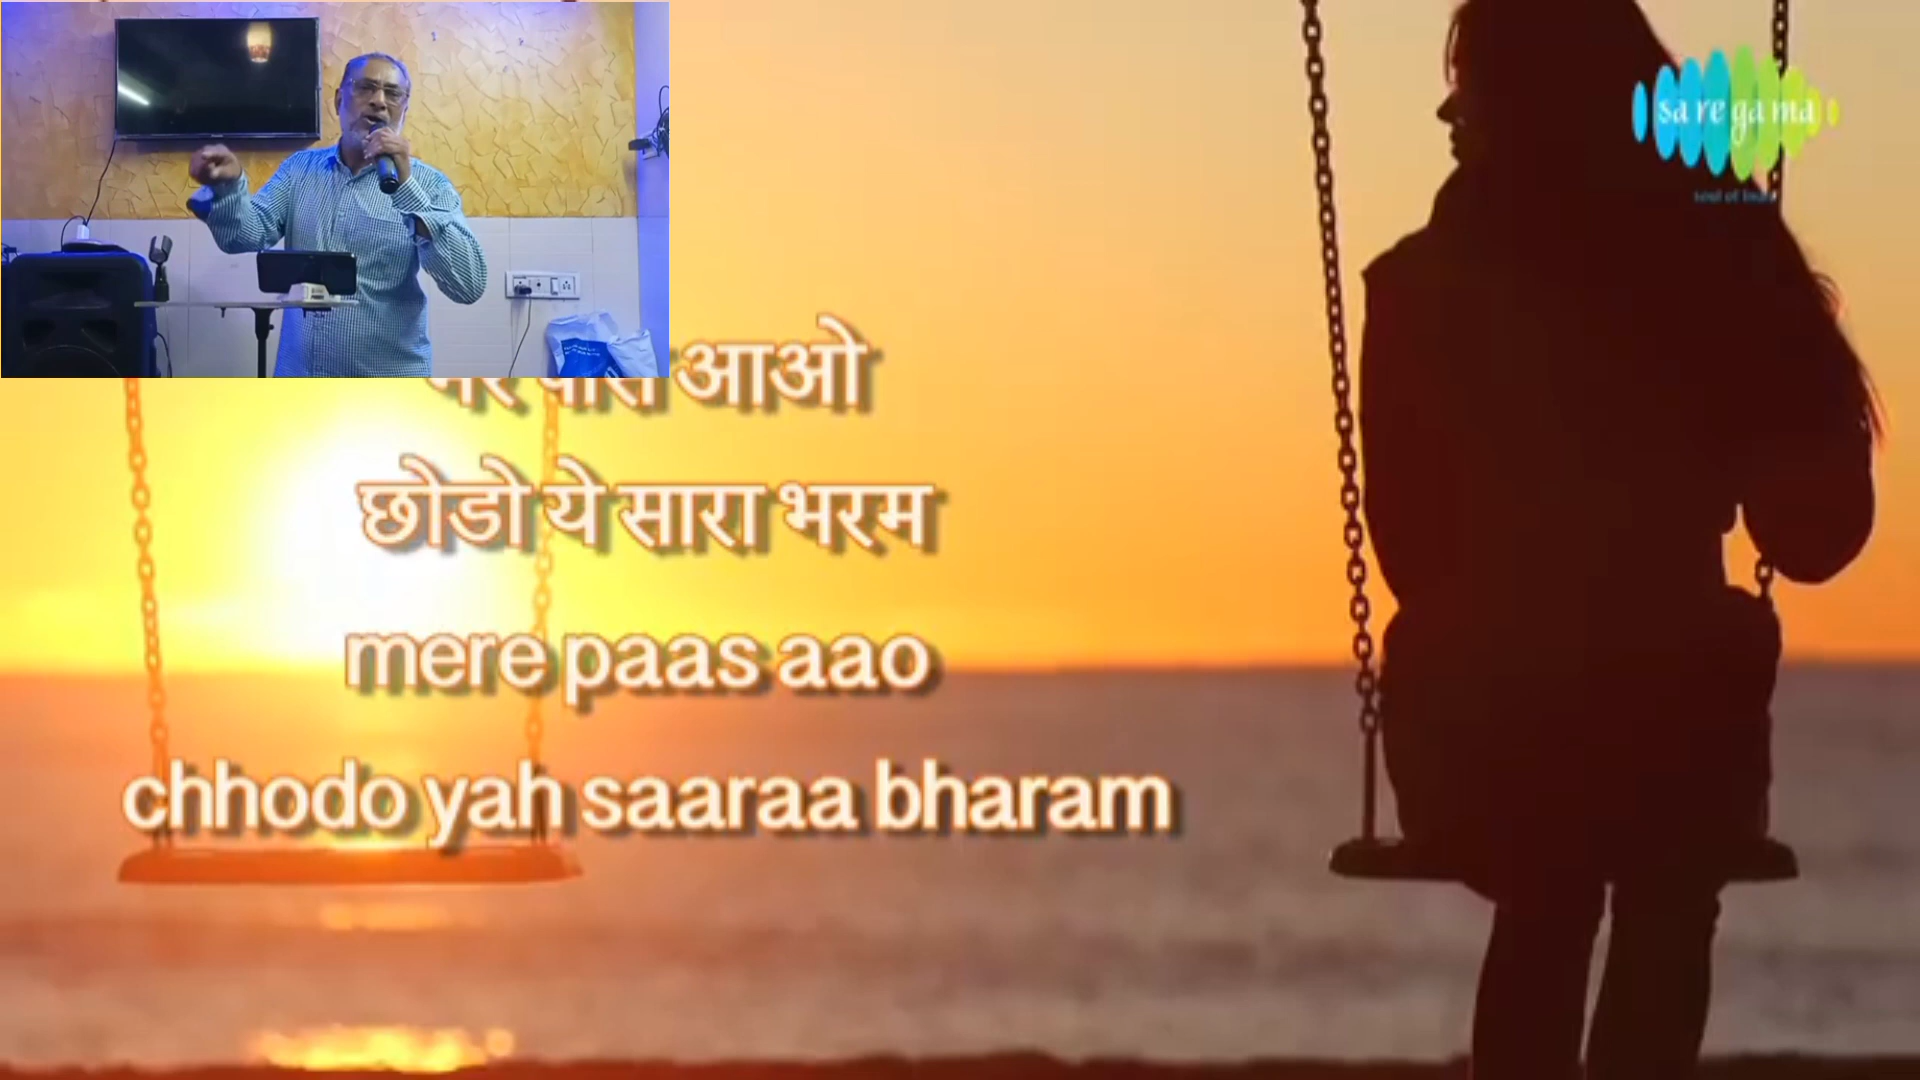 sa re ga ma
आओ
छोडो ये सारा भरम
mere paas aao
chhodo yah saaraa bharam